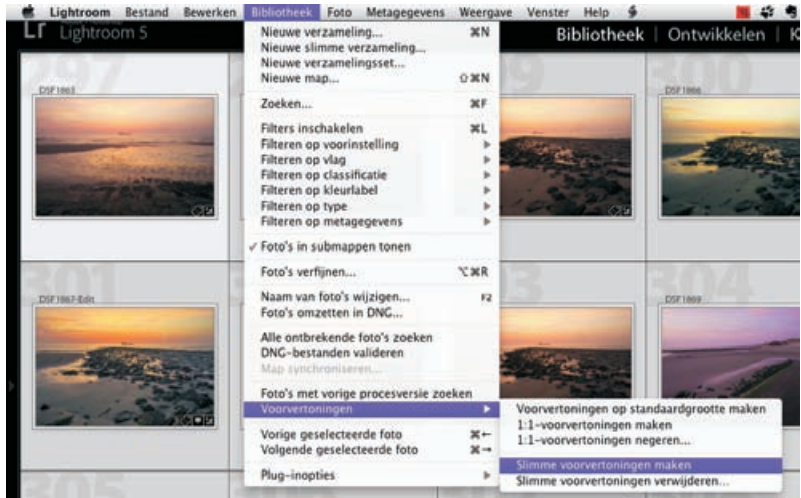 Lightroom Bestand Bewerken Bibliotheek Foto Metagegevens Weergave Venster Help
Lr Lightroom 5
Bibliotheek | Ontwikkelen | K
297
299
300
DSF1863
DSF1866
Nieuwe verzameling... ⌘N
Nieuwe slimme verzameling...
Nieuwe verzamelingsset...
Nieuwe map... ⇧⌘N
Zoeken... ⌘F
Filters inschakelen ⌘L
Filteren op voorinstelling
Filteren op vlag
Filteren op classificatie
Filteren op kleurlabel
Filteren op type
Filteren op metagegevens
✓ Foto's in submappen tonen
Foto's verfijnen... ⌥⌘R
Naam van foto's wijzigen... F2
Foto's omzetten in DNG...
Alle ontbrekende foto's zoeken
DNG-bestanden valideren
Map synchroniseren...
Foto's met vorige procesversie zoeken
Voorvertoningen
Vorige geselecteerde foto ⌘←
Volgende geselecteerde foto ⌘→
Plug-inopties
301
303
304
DSF1867-Edit
DSF1869
Voorvertoningen op standaardgrootte maken
1:1-voorvertoningen maken
1:1-voorvertoningen negeren...
Slimme voorvertoningen maken
Slimme voorvertoningen verwijderen...
305